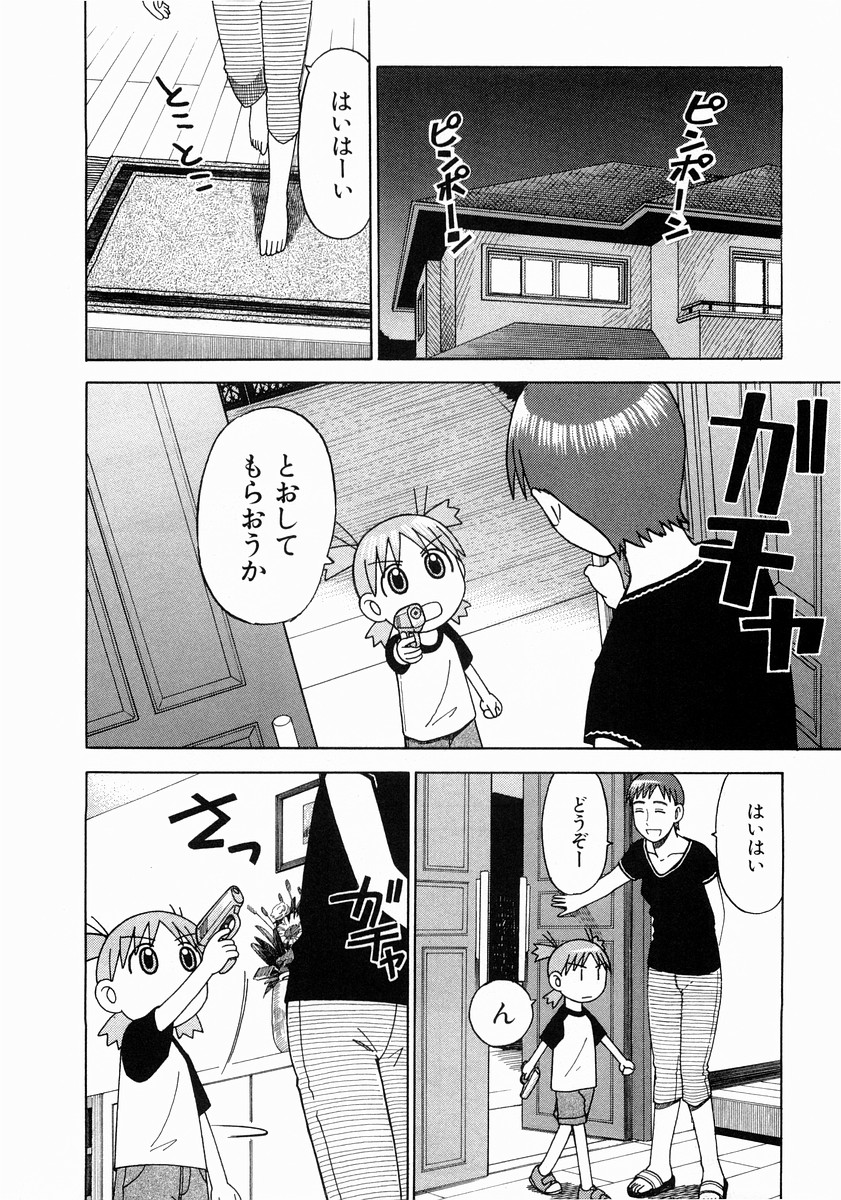 ピンポーン
ピンポーン
はいはーい
とことこ
ガチャ
とおして
もらおうか
はいはい
どうぞー
ん
ガチャ
さっ